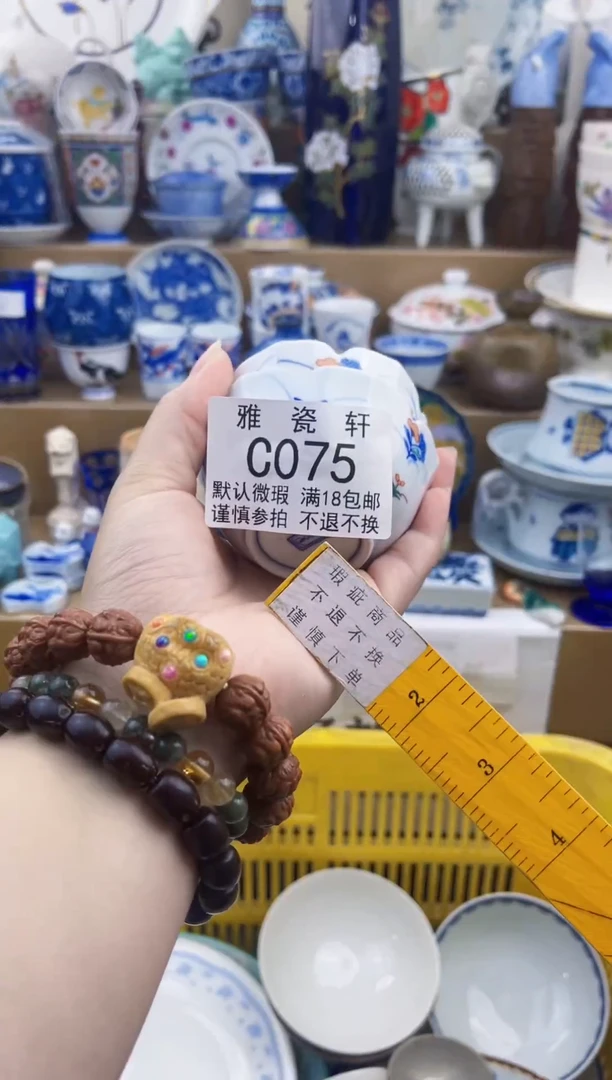 雅瓷轩
C075
默认微瑕 满18包邮
谨慎参拍 不退不换
瑕疵商品
不退不换
谨慎下单
2
3
4